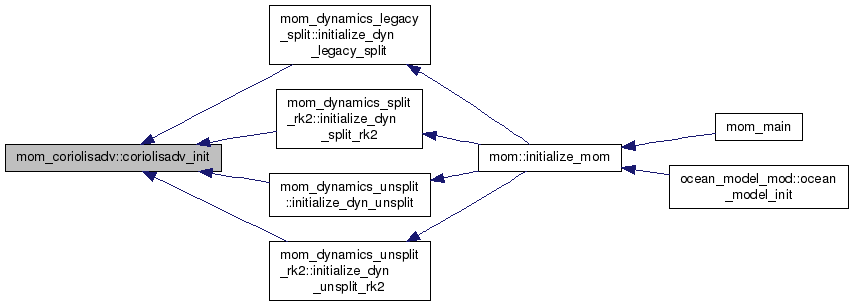 mom_dynamics_legacy
_split::initialize_dyn
_legacy_split
mom_dynamics_split
_rk2::initialize_dyn
_split_rk2
mom_main
mom_coriolisadv::coriolisadv_init
mom::initialize_mom
mom_dynamics_unsplit
::initialize_dyn_unsplit
ocean_model_mod::ocean
_model_init
mom_dynamics_unsplit
_rk2::initialize_dyn
_unsplit_rk2